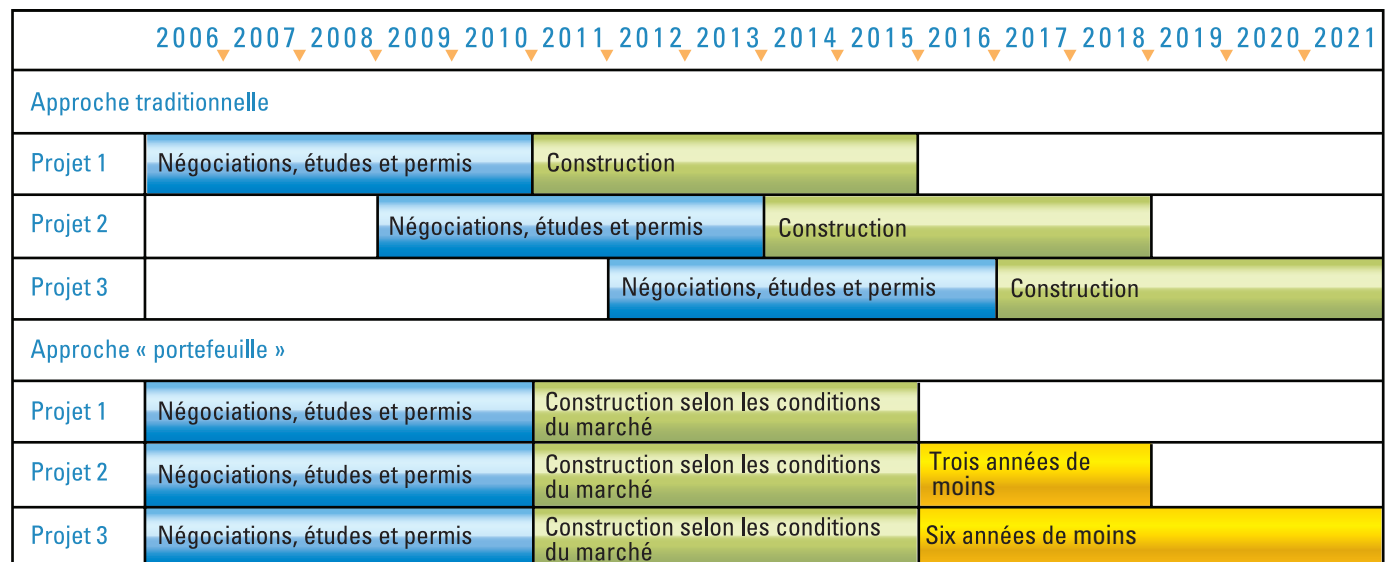 2006 2007 2008 2009 2010 2011 2012 2013 2014 2015 2016 2017 2018 2019 2020 2021
Approche traditionnelle
Projet 1 Négociations, études et permis Construction
Projet 2 Négociations, études et permis Construction
Projet 3 Négociations, études et permis Construction
Approche « portefeuille »
Projet 1 Négociations, études et permis Construction selon les conditions
du marché
Projet 2 Négociations, études et permis Construction selon les conditions
du marché Trois années de
moins
Projet 3 Négociations, études et permis Construction selon les conditions
du marché Six années de moins